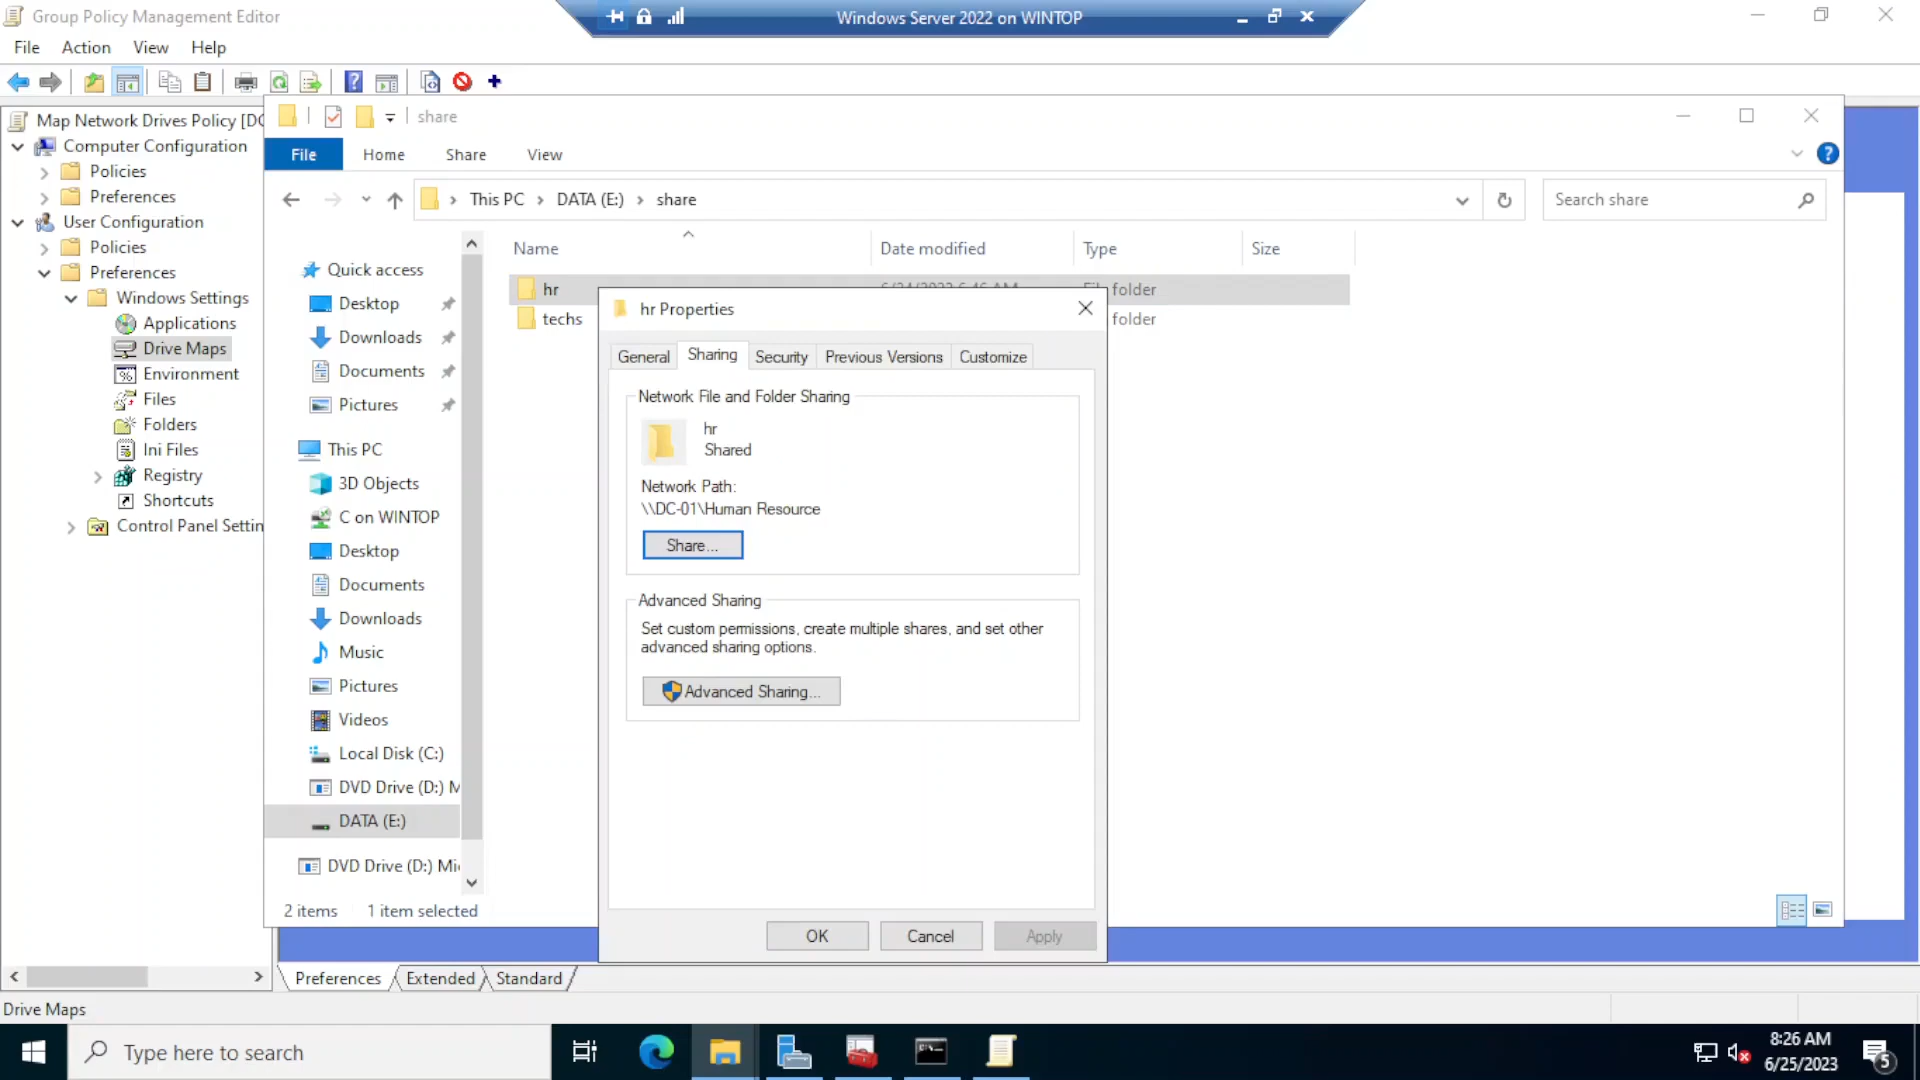 Group Policy Management Editor
Windows Server 2022 on WINTOP
File Action View Help
share
Map Network Drives Policy [DC
Computer Configuration
Policies
Preferences
User Configuration
Policies
Preferences
Windows Settings
Applications
Drive Maps
Environment
Files
Folders
Ini Files
Registry
Shortcuts
Control Panel Settin
File Home Share View
This PC > DATA (E:) > share
Search share
Name Date modified Type Size
hr folder
techs folder
Quick access
Desktop
Downloads
Documents
Pictures
This PC
3D Objects
C on WINTOP
Desktop
Documents
Downloads
Music
Pictures
Videos
Local Disk (C:)
DVD Drive (D:) M
DATA (E:)
DVD Drive (D:) Mi
2 items 1 item selected
hr Properties
General Sharing Security Previous Versions Customize
Network File and Folder Sharing
hr
Shared
Network Path:
\\DC-01\Human Resource
Share...
Advanced Sharing
Set custom permissions, create multiple shares, and set other
advanced sharing options.
Advanced Sharing...
OK Cancel Apply
Preferences Extended Standard
Drive Maps
Type here to search
8:26 AM
6/25/2023
5